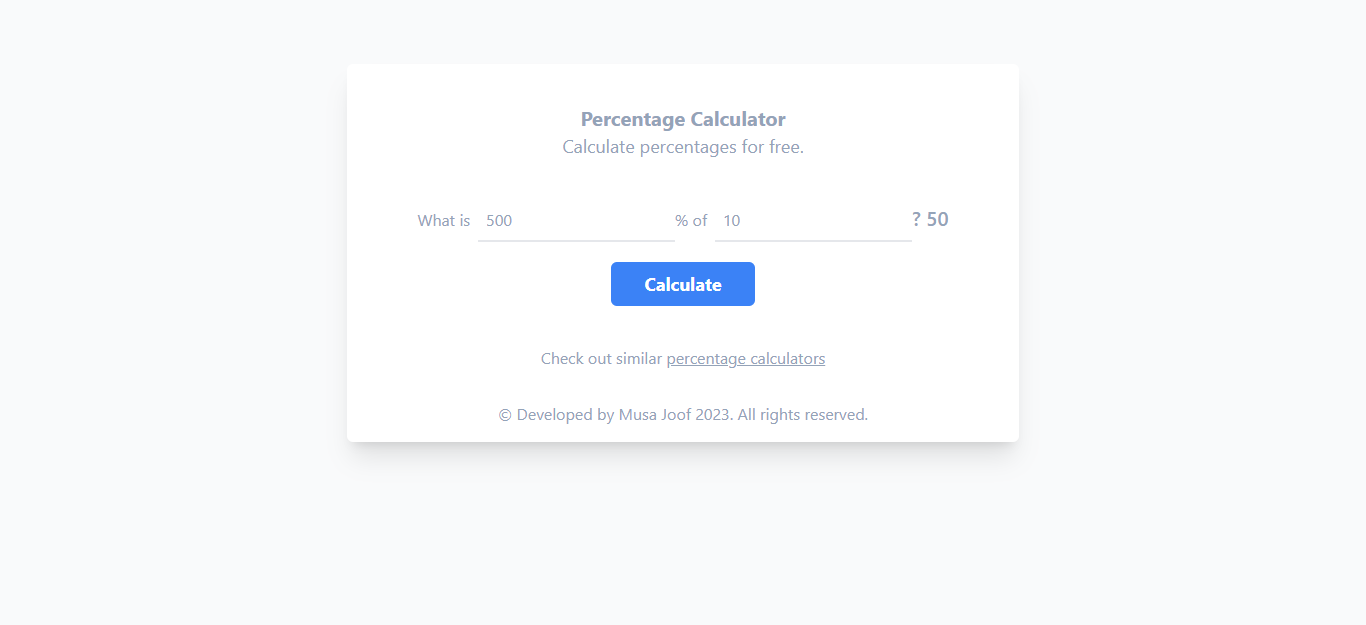 Percentage Calculator
Calculate percentages for free.
What is 500 % of 10 ? 50
Calculate
Check out similar percentage calculators
© Developed by Musa Joof 2023. All rights reserved.